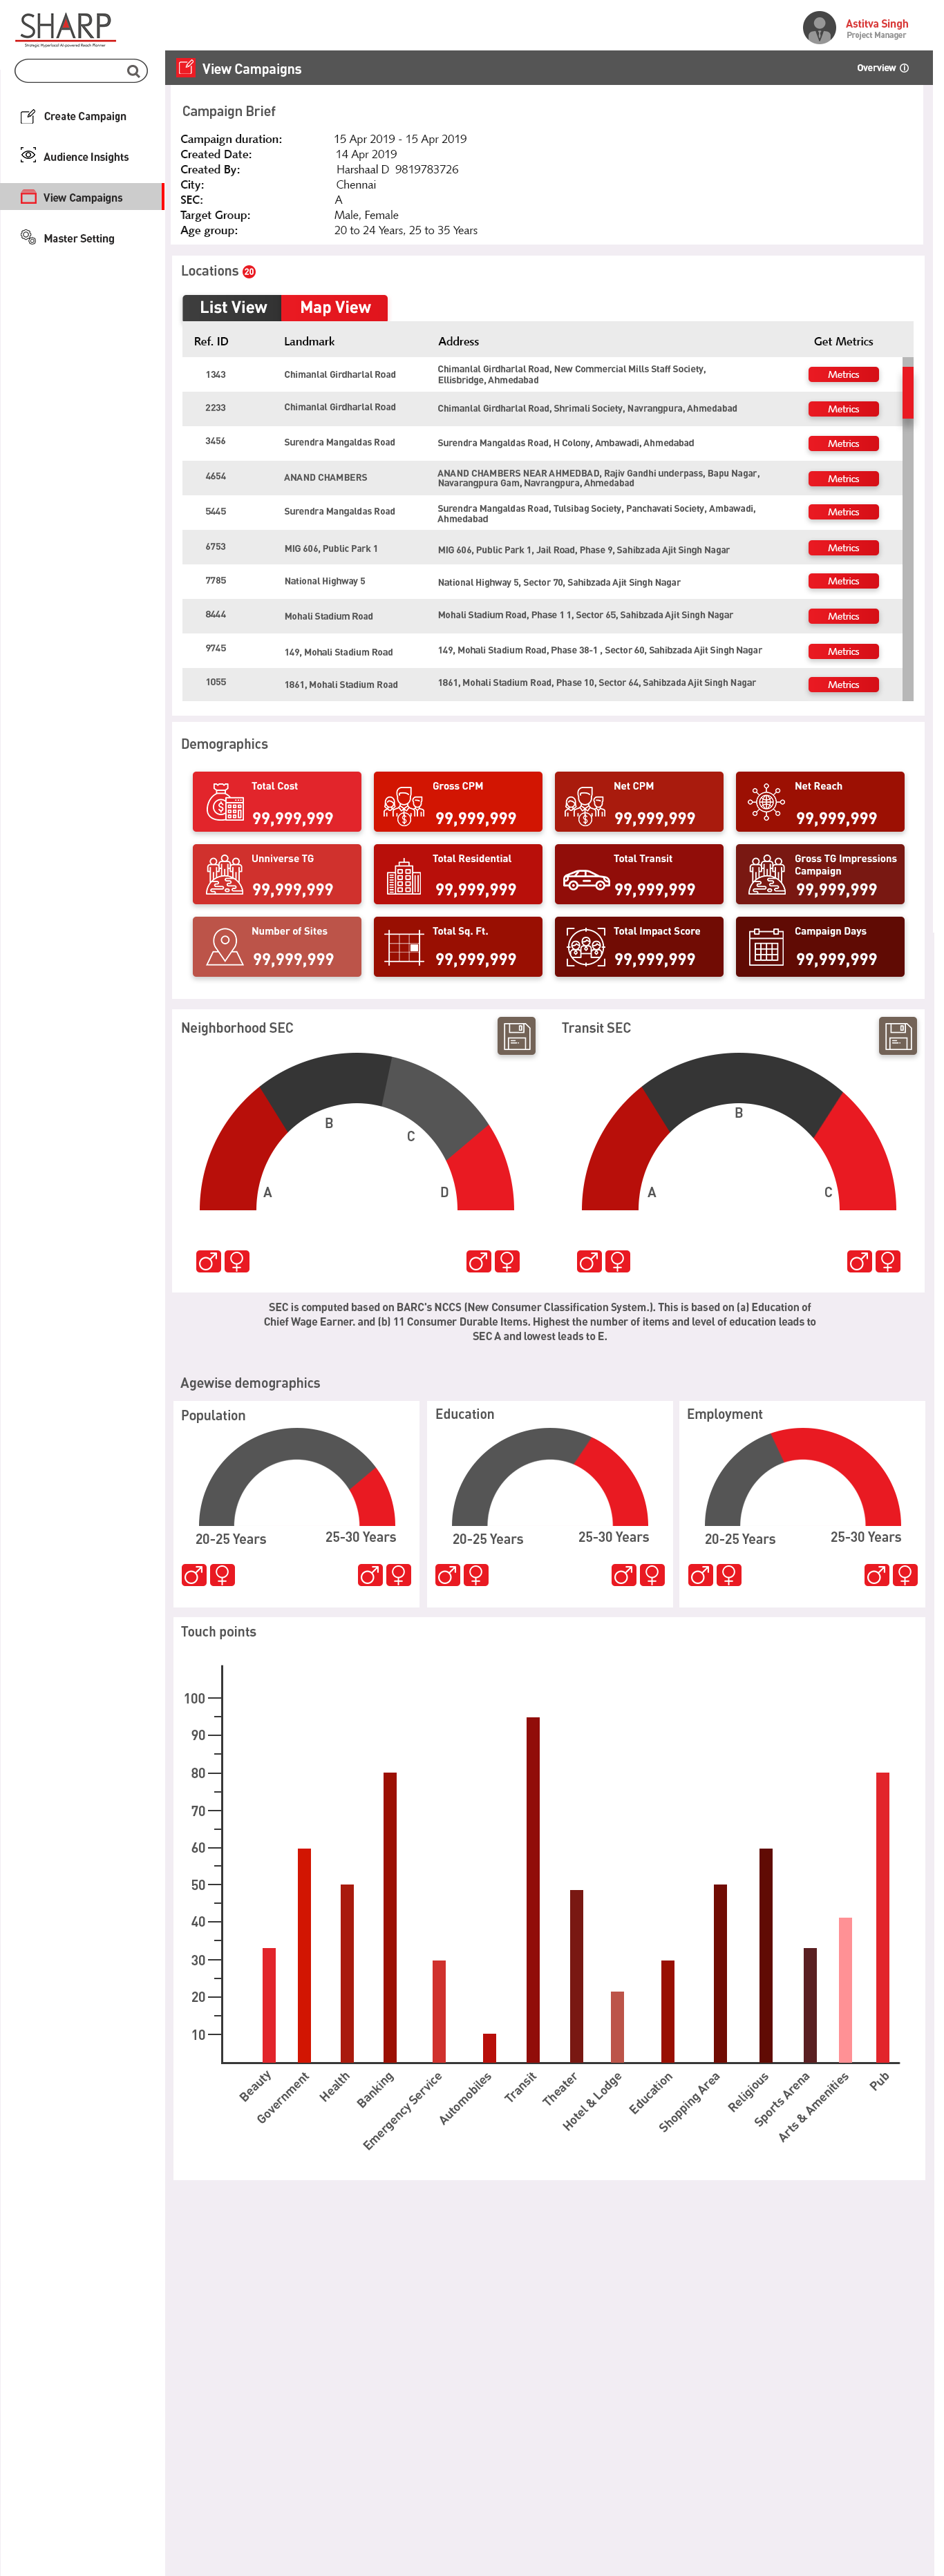 SHARP
Strategic Hyperlocal AI-powered Reach Planner
Astitva Singh
Project Manager
View Campaigns
Overview
Create Campaign
Audience Insights
View Campaigns
Master Setting
Campaign Brief
Campaign duration: 15 Apr 2019 - 15 Apr 2019
Created Date: 14 Apr 2019
Created By: Harshaal D 9819783726
City: Chennai
SEC: A
Target Group: Male, Female
Age group: 20 to 24 Years, 25 to 35 Years
Locations 20
List View Map View
Ref. ID Landmark Address Get Metrics
1343 Chimanlal Girdharlal Road Chimanlal Girdharlal Road, New Commercial Mills Staff Society, Metrics
Ellisbridge, Ahmedabad
2233 Chimanlal Girdharlal Road Chimanlal Girdharlal Road, Shrimali Society, Navrangpura, Ahmedabad Metrics
3456 Surendra Mangaldas Road Surendra Mangaldas Road, H Colony, Ambawadi, Ahmedabad Metrics
4654 ANAND CHAMBERS ANAND CHAMBERS NEAR AHMEDBAD, Rajiv Gandhi underpass, Bapu Nagar, Metrics
Navarangpura Gam, Navrangpura, Ahmedabad
5445 Surendra Mangaldas Road Surendra Mangaldas Road, Tulsibag Society, Panchavati Society, Ambawadi, Metrics
Ahmedabad
6753 MIG 606, Public Park 1 MIG 606, Public Park 1, Jail Road, Phase 9, Sahibzada Ajit Singh Nagar Metrics
7785 National Highway 5 National Highway 5, Sector 70, Sahibzada Ajit Singh Nagar Metrics
8444 Mohali Stadium Road Mohali Stadium Road, Phase 1 1, Sector 65, Sahibzada Ajit Singh Nagar Metrics
9745 149, Mohali Stadium Road 149, Mohali Stadium Road, Phase 38-1 , Sector 60, Sahibzada Ajit Singh Nagar Metrics
1055 1861, Mohali Stadium Road 1861, Mohali Stadium Road, Phase 10, Sector 64, Sahibzada Ajit Singh Nagar Metrics
Demographics
Total Cost Gross CPM Net CPM Net Reach
99,999,999 99,999,999 99,999,999 99,999,999
Unniverse TG Total Residential Total Transit Gross TG Impressions
Campaign
99,999,999 99,999,999 99,999,999 99,999,999
Number of Sites Total Sq. Ft. Total Impact Score Campaign Days
99,999,999 99,999,999 99,999,999 99,999,999
Neighborhood SEC
A
B
C
D
Transit SEC
A
B
C
SEC is computed based on BARC's NCCS (New Consumer Classification System.). This is based on (a) Education of
Chief Wage Earner. and (b) 11 Consumer Durable Items. Highest the number of items and level of education leads to
SEC A and lowest leads to E.
Agewise demographics
Population
20-25 Years 25-30 Years
Education
20-25 Years 25-30 Years
Employment
20-25 Years 25-30 Years
Touch points
100
90
80
70
60
50
40
30
20
10
Beauty
Government
Health
Banking
Emergency Service
Automobiles
Transit
Theater
Hotel & Lodge
Education
Shopping Area
Religious
Sports Arena
Arts & Amenities
Pub